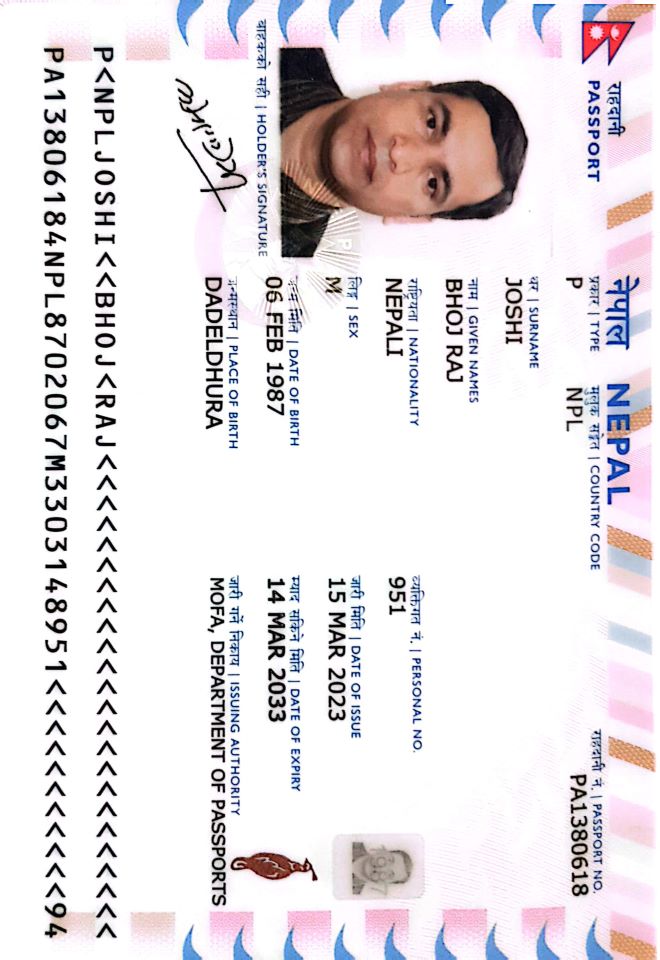 राहदानी
PASSPORT
नेपाल NEPAL
प्रकार | TYPE मुलुक सङ्केत | COUNTRY CODE राहदानी नं. | PASSPORT NO.
P NPL PA1380618
थर | SURNAME
JOSHI
नाम | GIVEN NAMES
BHOJ RAJ
राष्ट्रियता | NATIONALITY व्यक्तिगत नं. | PERSONAL NO.
NEPALI 951
लिङ्ग | SEX जारी मिति | DATE OF ISSUE
M 15 MAR 2023
जन्म मिति | DATE OF BIRTH म्याद सकिने मिति | DATE OF EXPIRY
06 FEB 1987 14 MAR 2033
बाहकको सही | HOLDER'S SIGNATURE
जन्मस्थान | PLACE OF BIRTH जारी गर्ने निकाय | ISSUING AUTHORITY
DADELDHURA MOFA, DEPARTMENT OF PASSPORTS
P<NPLJOSHI<<BHOJ<RAJ<<<<<<<<<<<<<<<<<<<<<<<<
PA13806184NPL8702067M3303148951<<<<<<<<<<<94